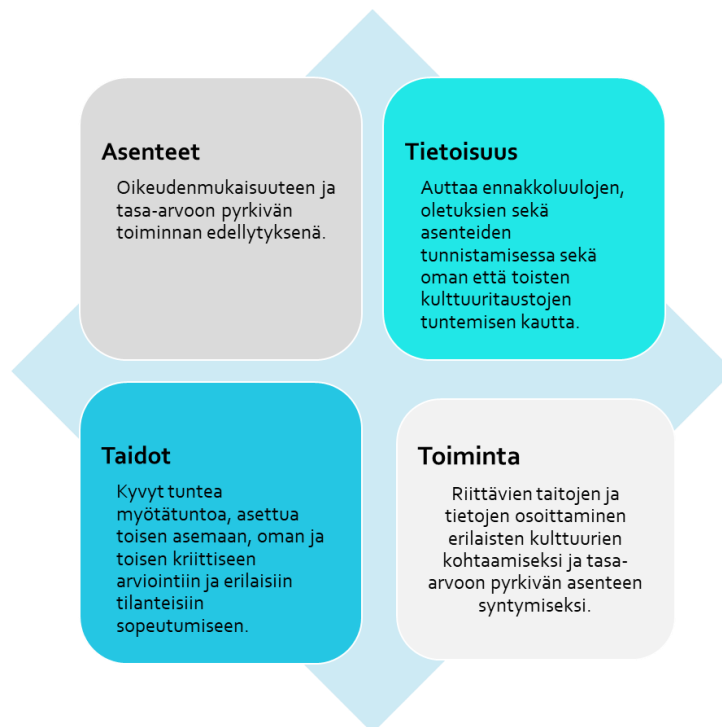 Asenteet
Oikeudenmukaisuuteen ja
tasa-arvoon pyrkivän
toiminnan edellytyksenä.
Tietoisuus
Auttaa ennakkoluulojen,
oletuksien sekä
asenteiden
tunnistamisessa sekä
oman että toisten
kulttuuritaustojen
tuntemisen kautta.
Taidot
Kyvyt tuntea
myötätuntoa, asettua
toisen asemaan, oman ja
toisen kriittiseen
arviointiin ja erilaisiin
tilanteisiin
sopeutumiseen.
Toiminta
Riittävien taitojen ja
tietojen osoittaminen
erilaisten kulttuurien
kohtaamiseksi ja tasa-
arvoon pyrkivän asenteen
syntymiseksi.